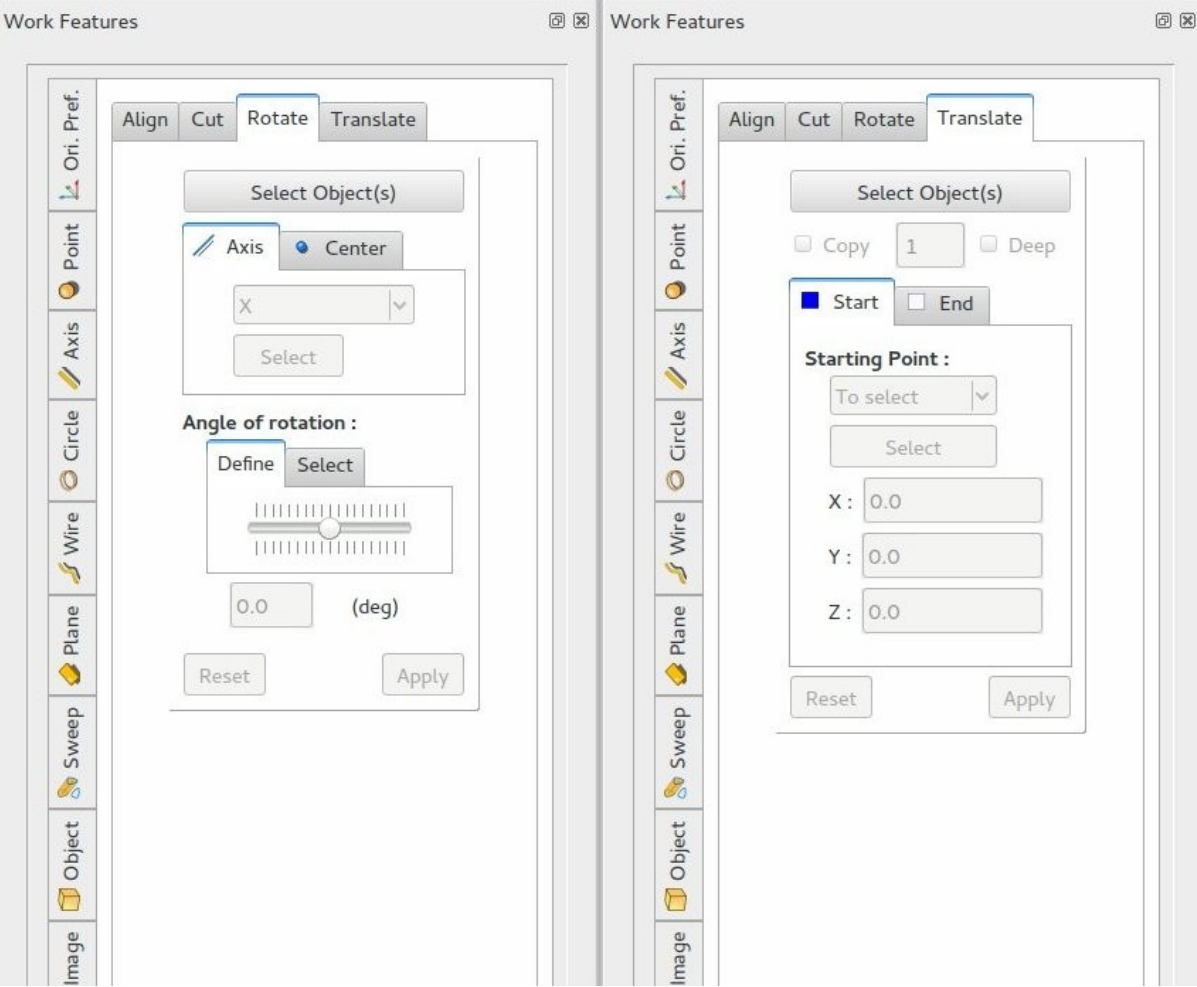 Work Features
Ori. Pref.
Point
Axis
Circle
Wire
Plane
Sweep
Object
Image
Align Cut Rotate Translate
Select Object(s)
Axis Center
X
Select
Angle of rotation :
Define Select
0.0 (deg)
Reset Apply
Work Features
Ori. Pref.
Point
Axis
Circle
Wire
Plane
Sweep
Object
Image
Align Cut Rotate Translate
Select Object(s)
Copy 1 Deep
Start End
Starting Point :
To select
Select
X : 0.0
Y : 0.0
Z : 0.0
Reset Apply